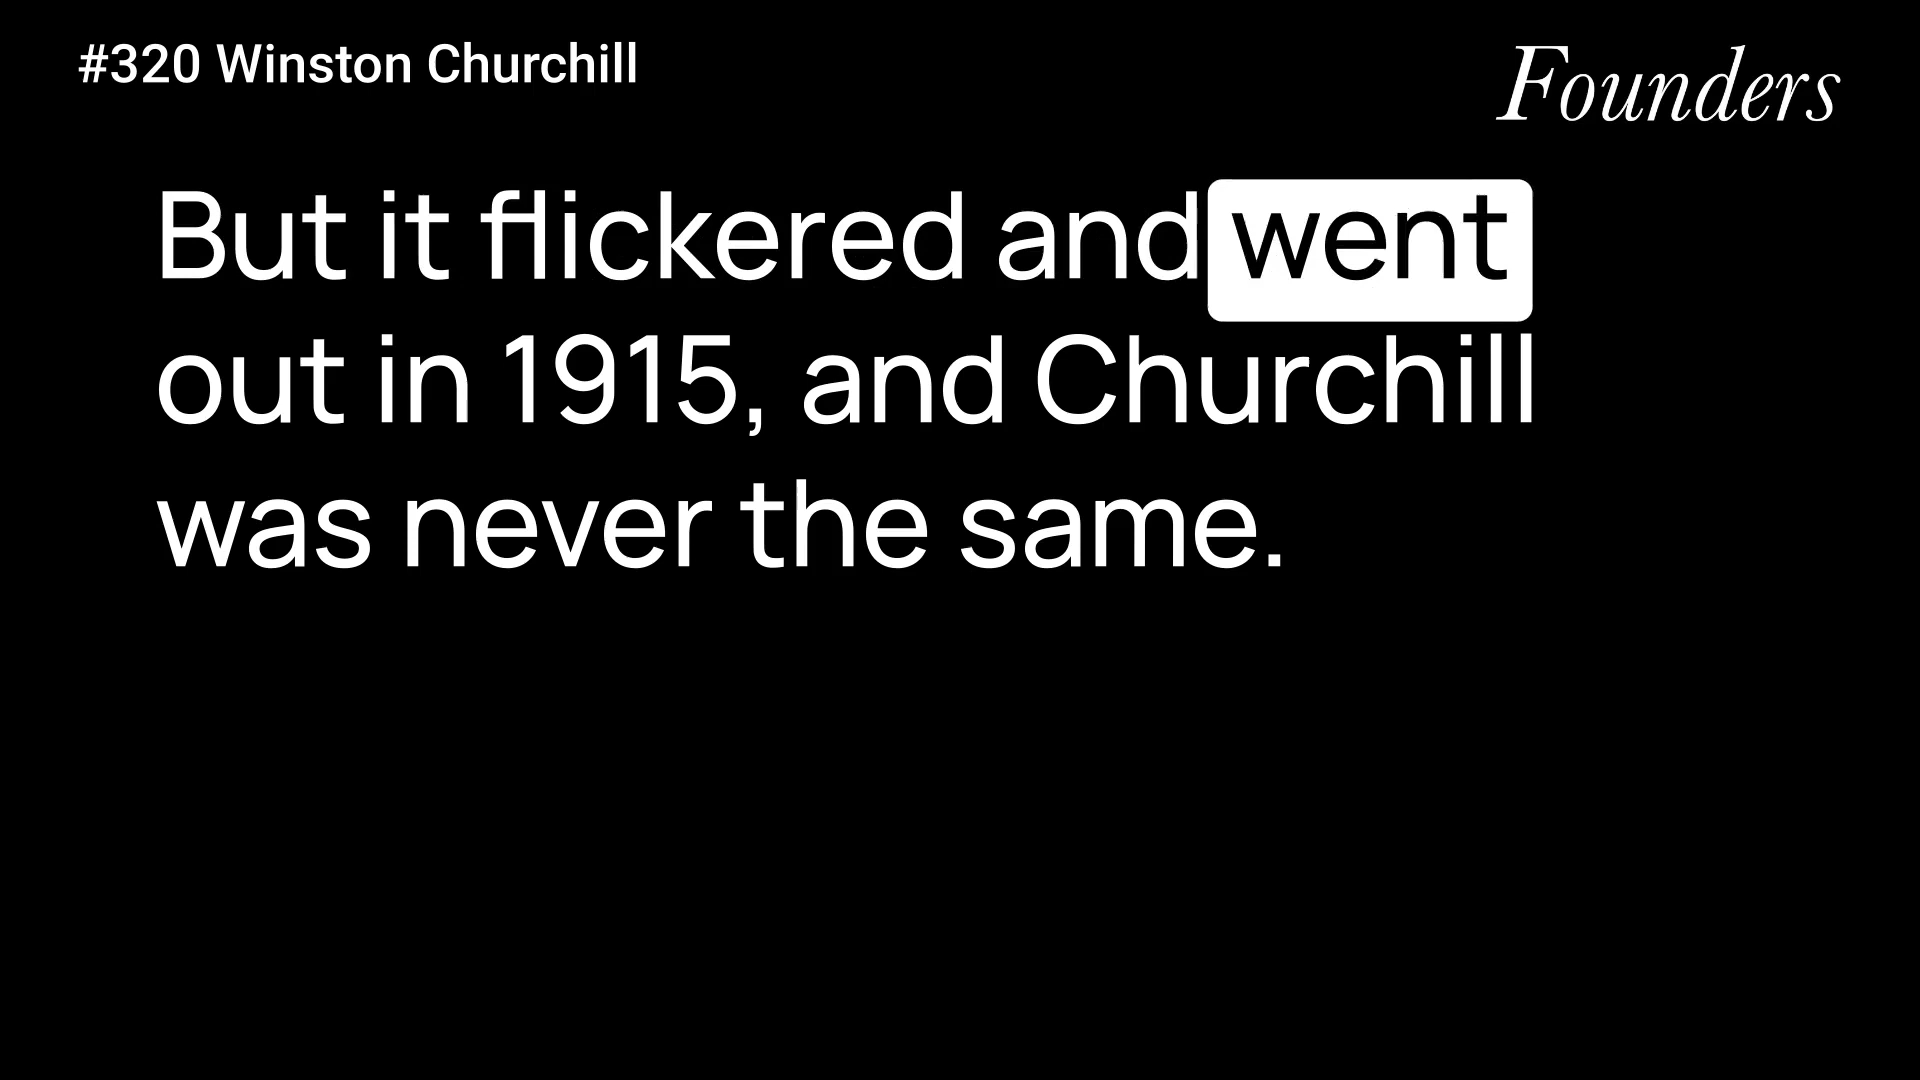 #320 Winston Churchill
Founders
But it flickered and went
out in 1915, and Churchill
was never the same.